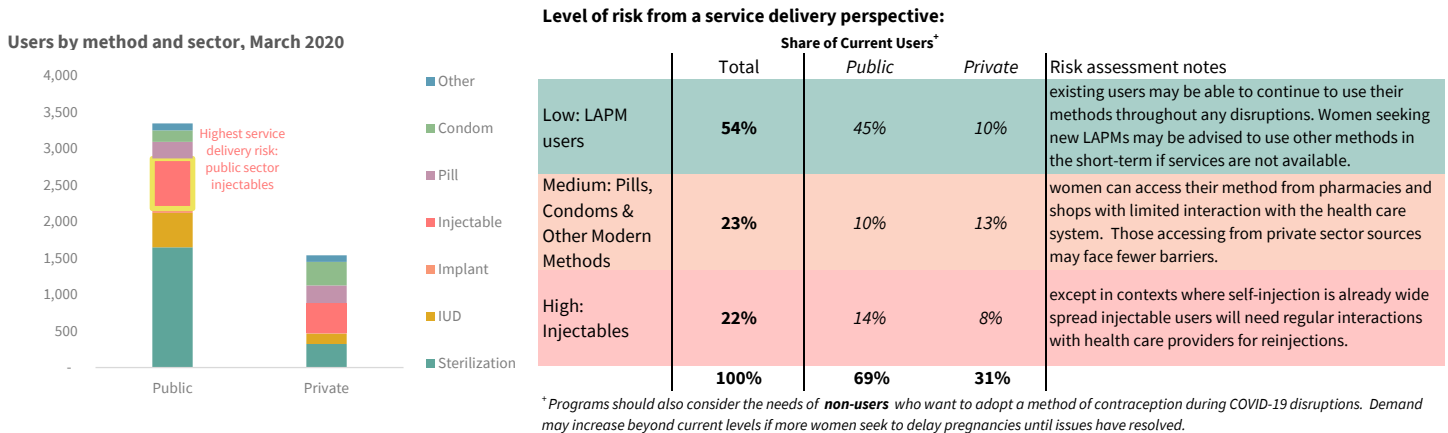 Level of risk from a service delivery perspective:
Users by method and sector, March 2020
4,000
3,500
3,000
2,500
2,000
1,500
1,000
500
-
Public
Private
Highest service
delivery risk:
public sector
injectables
Other
Condom
Pill
Injectable
Implant
IUD
Sterilization
Share of Current Users+
Total Public Private Risk assessment notes
Low: LAPM
users
54% 45% 10%
existing users may be able to continue to use their
methods throughout any disruptions. Women seeking
new LAPMs may be advised to use other methods in
the short-term if services are not available.
Medium: Pills,
Condoms &
Other Modern
Methods
23% 10% 13%
women can access their method from pharmacies and
shops with limited interaction with the health care
system. Those accessing from private sector sources
may face fewer barriers.
High:
Injectables
22% 14% 8%
except in contexts where self-injection is already wide
spread injectable users will need regular interactions
with health care providers for reinjections.
100% 69% 31%
+Programs should also consider the needs of non-users who want to adopt a method of contraception during COVID-19 disruptions. Demand
may increase beyond current levels if more women seek to delay pregnancies until issues have resolved.